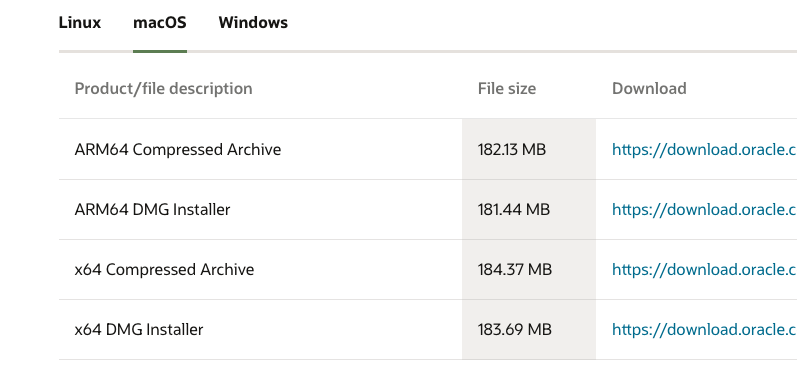 Linux macOS Windows
Product/file description File size Download
ARM64 Compressed Archive 182.13 MB https://download.oracle.c
ARM64 DMG Installer 181.44 MB https://download.oracle.c
x64 Compressed Archive 184.37 MB https://download.oracle.c
x64 DMG Installer 183.69 MB https://download.oracle.c